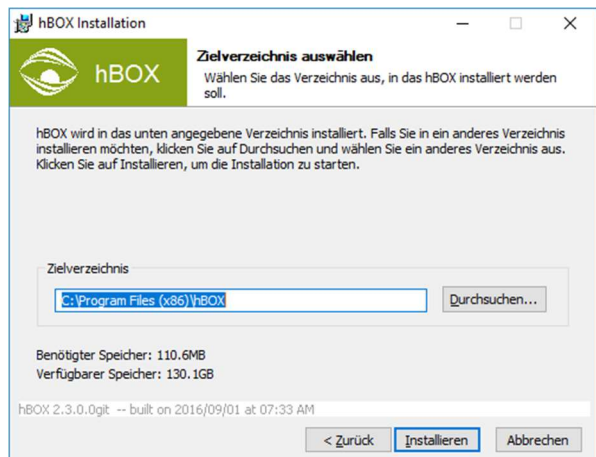 hBOX Installation
hBOX
Zielverzeichnis auswählen
Wählen Sie das Verzeichnis aus, in das hBOX installiert werden
soll.
hBOX wird in das unten angegebene Verzeichnis installiert. Falls Sie in ein anderes Verzeichnis
installieren möchten, klicken Sie auf Durchsuchen und wählen Sie ein anderes Verzeichnis aus.
Klicken Sie auf Installieren, um die Installation zu starten.
Zielverzeichnis
C:\Program Files (x86)\hBOX
Durchsuchen...
Benötigter Speicher: 110.6MB
Verfügbarer Speicher: 130.1GB
hBOX 2.3.0.0git -- built on 2016/09/01 at 07:33 AM
< Zurück
Installieren
Abbrechen